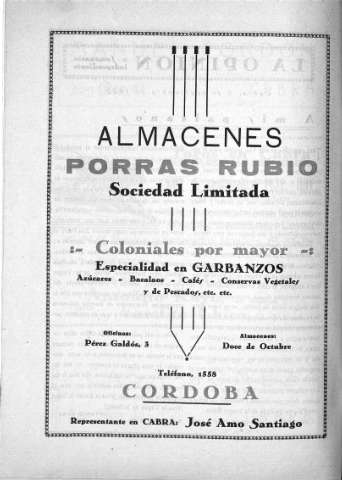 ALMACENES
PORRAS RUBIO
Sociedad Limitada
:- Coloniales por mayor -:
Especialidad en GARBANZOS
Azúcares - Bacalaos - Cafés - Conservas Vegetales
y de Pescados, etc. etc.
Oficinas:
Pérez Galdós, 3
Almacenes:
Doce de Octubre
Teléfono, 1558
CORDOBA
Representante en CABRA: José Amo Santiago